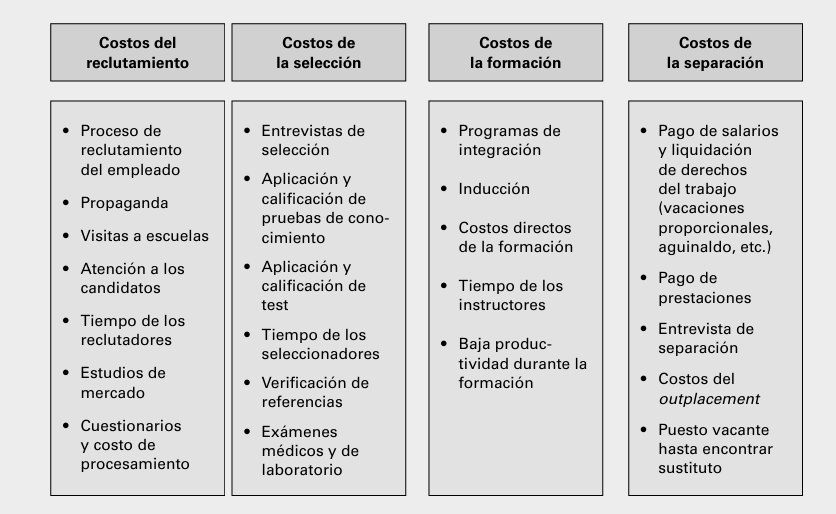 Costos del
reclutamiento
• Proceso de
reclutamiento
del empleado
• Propaganda
• Visitas a escuelas
• Atención a los
candidatos
• Tiempo de los
reclutadores
• Estudios de
mercado
• Cuestionarios
y costo de
procesamiento
Costos de
la selección
• Entrevistas de
selección
• Aplicación y
calificación de
pruebas de cono-
cimiento
• Aplicación y
calificación de
test
• Tiempo de los
seleccionadores
• Verificación de
referencias
• Exámenes
médicos y de
laboratorio
Costos de
la formación
• Programas de
integración
• Inducción
• Costos directos
de la formación
• Tiempo de los
instructores
• Baja produc-
tividad durante la
formación
Costos de
la separación
• Pago de salarios
y liquidación
de derechos
del trabajo
(vacaciones
proporcionales,
aguinaldo, etc.)
• Pago de
prestaciones
• Entrevista de
separación
• Costos del
outplacement
• Puesto vacante
hasta encontrar
sustituto